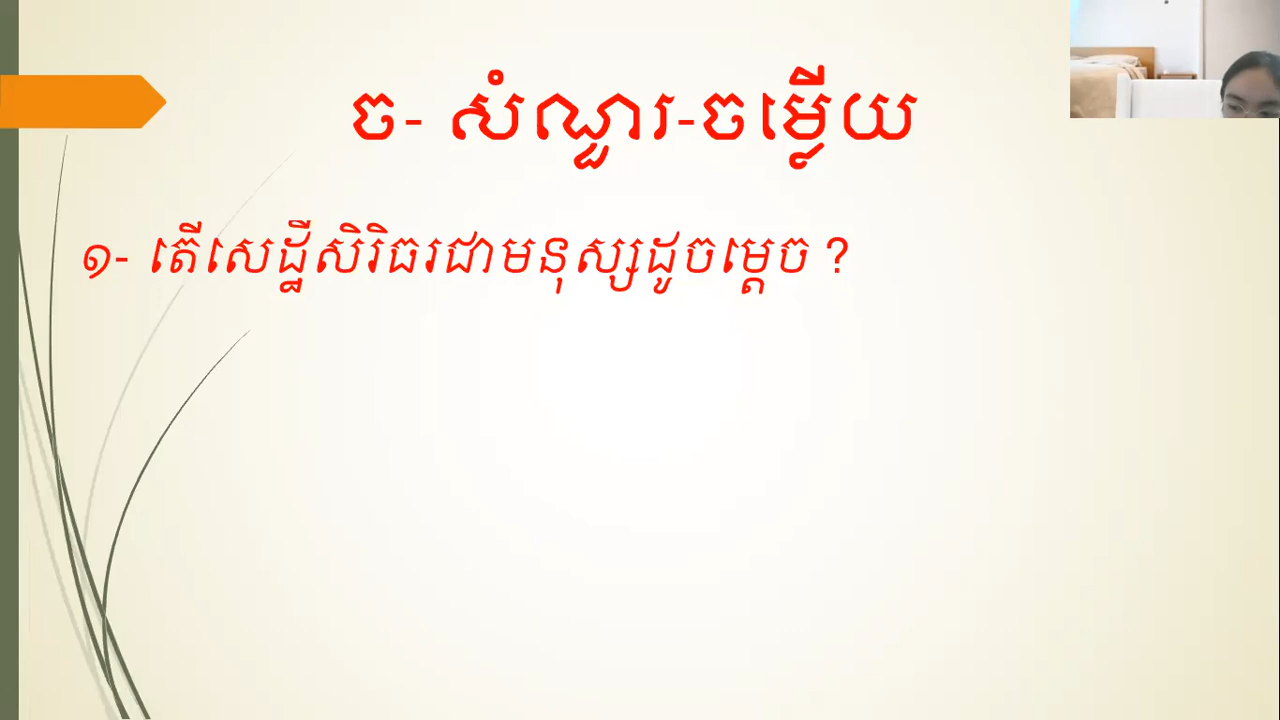 ច- សំណួរ-ចម្លើយ
១- តើសេដ្ឋីសិរិធរជាមនុស្សដូចម្តេច ?